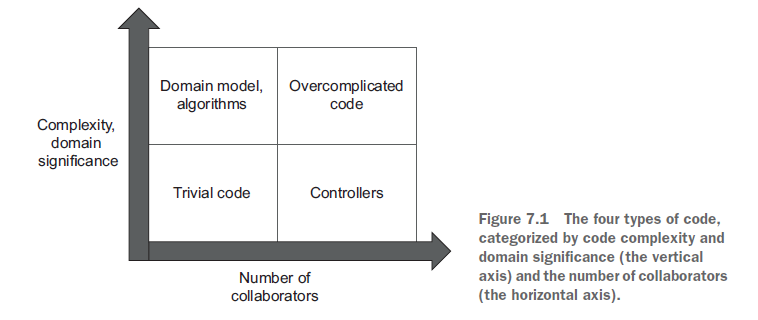 Complexity,
domain
significance
Domain model,
algorithms
Overcomplicated
code
Trivial code
Controllers
Number of
collaborators
Figure 7.1 The four types of code,
categorized by code complexity and
domain significance (the vertical
axis) and the number of collaborators
(the horizontal axis).